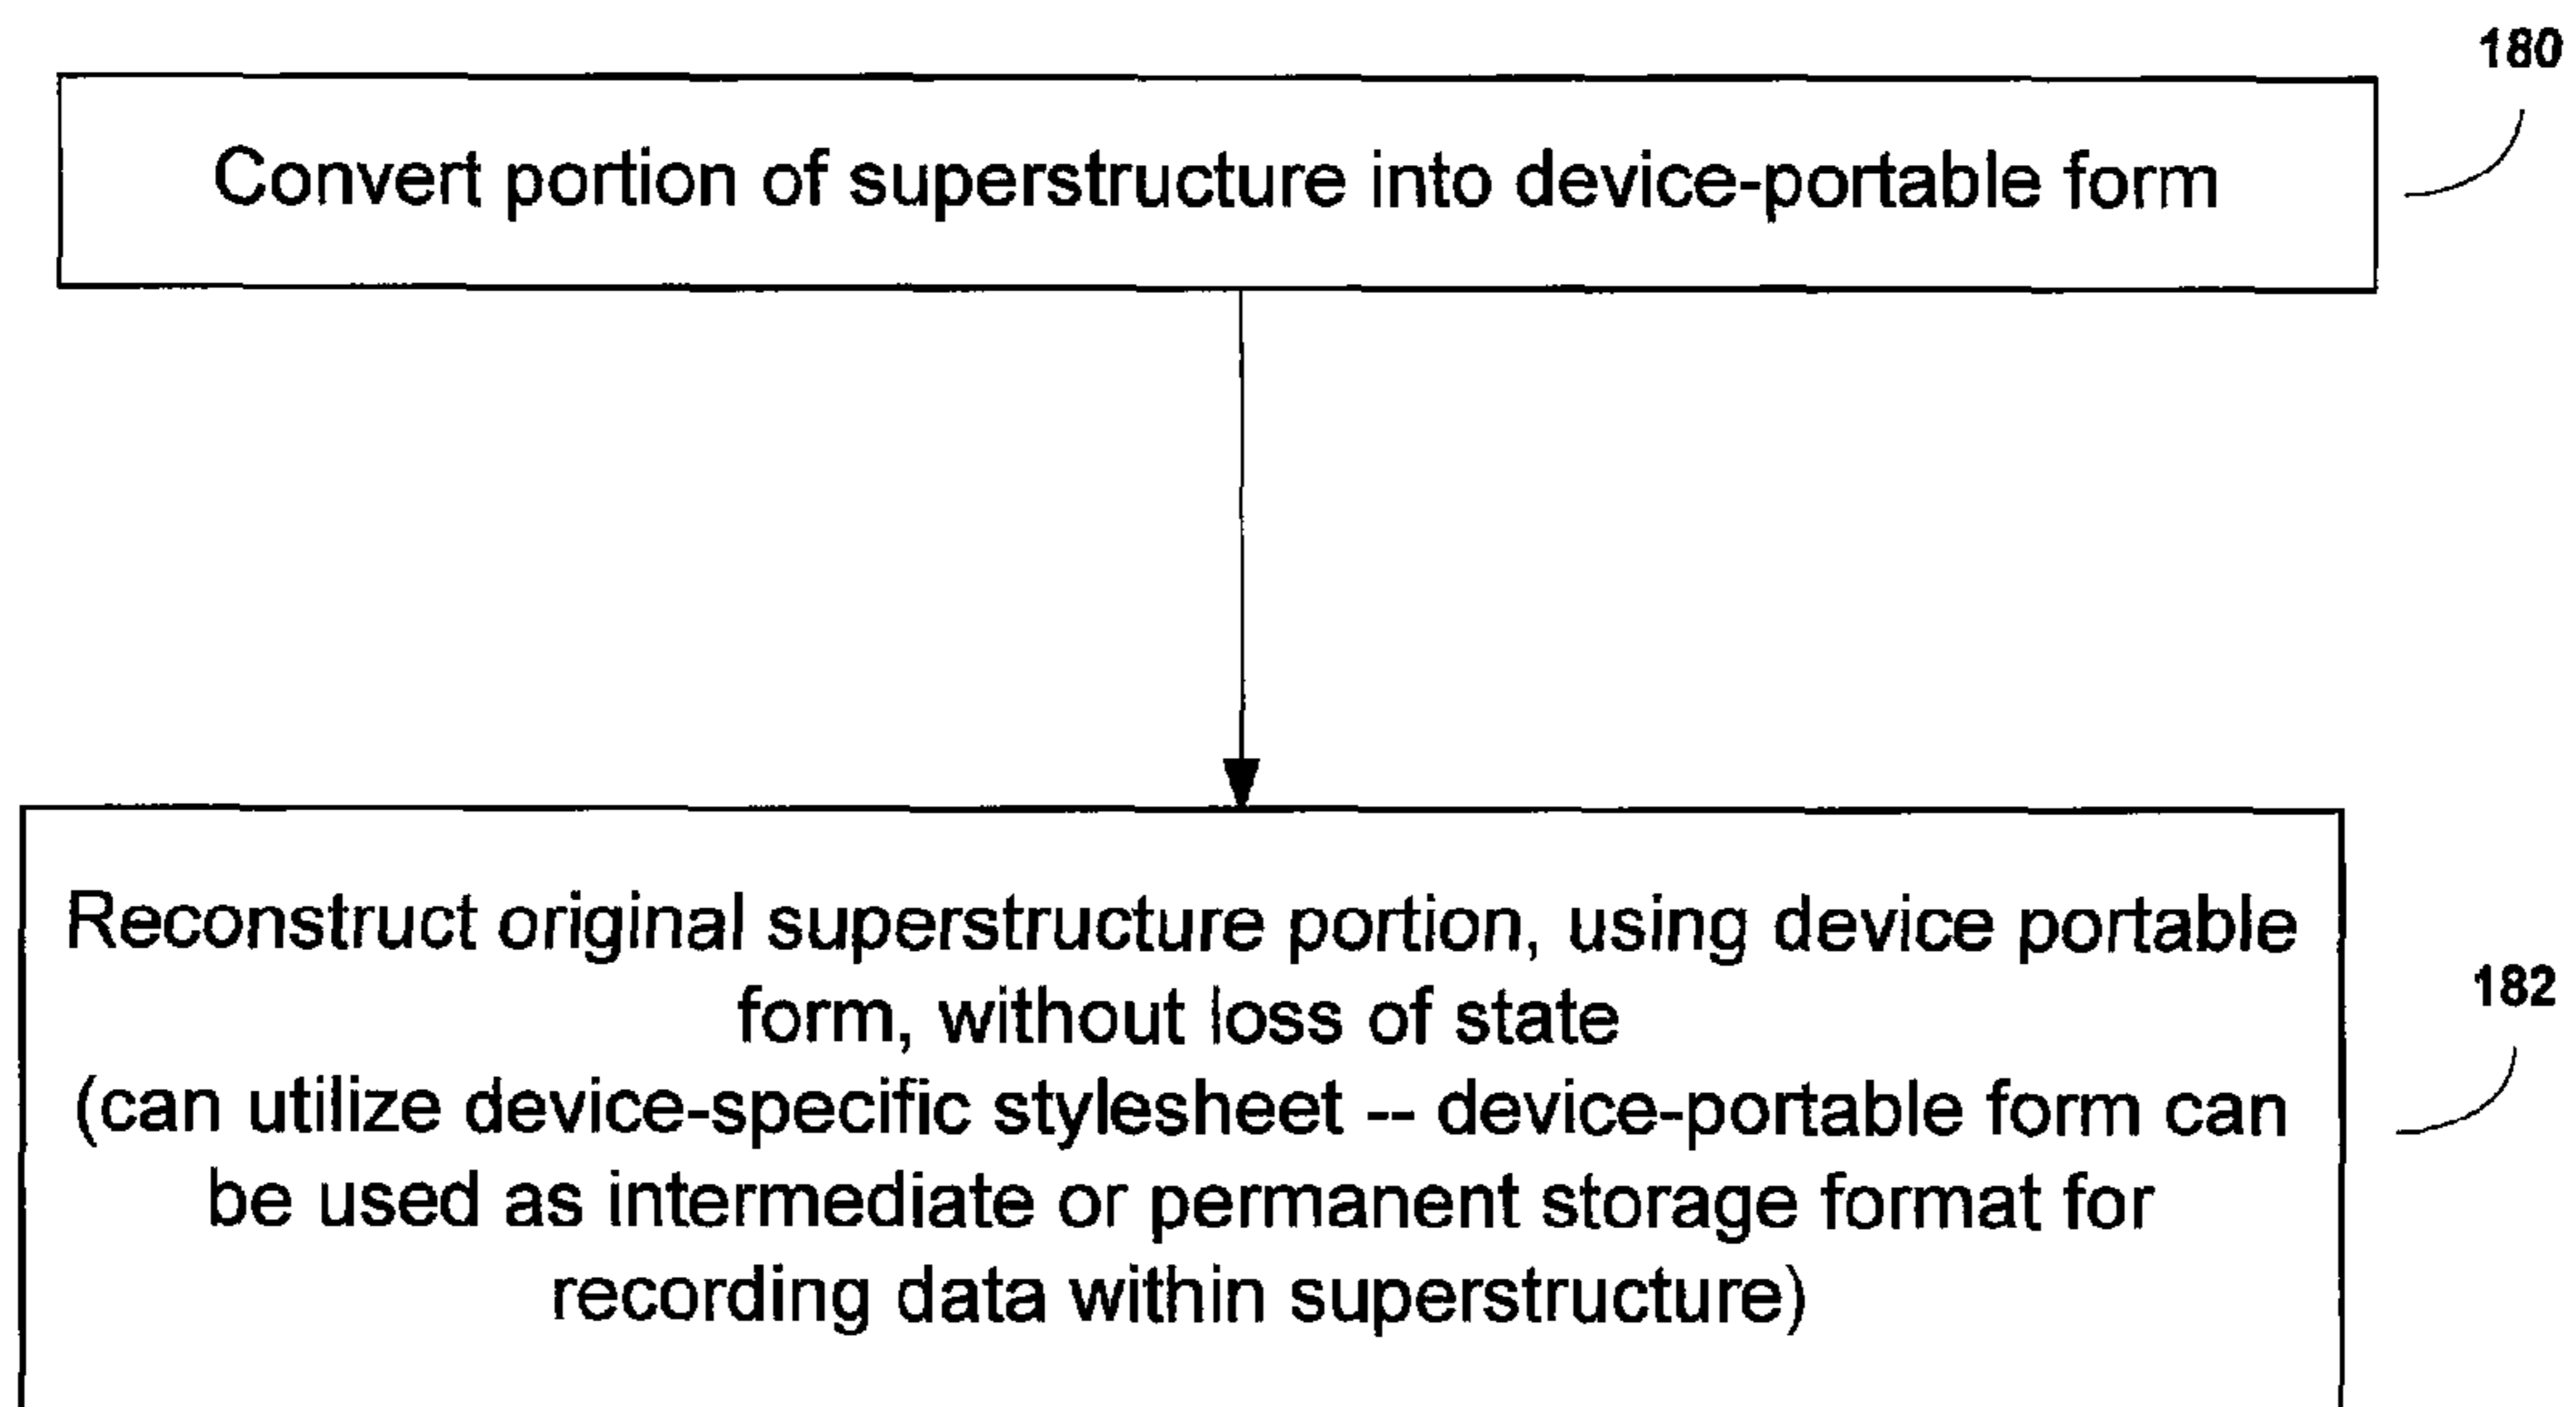 180
Convert portion of superstructure into device-portable form
Reconstruct original superstructure portion, using device portable
form, without loss of state
182
(can utilize device-specific stylesheet -- device-portable form can
be used as intermediate or permanent storage format for
recording data within superstructure)